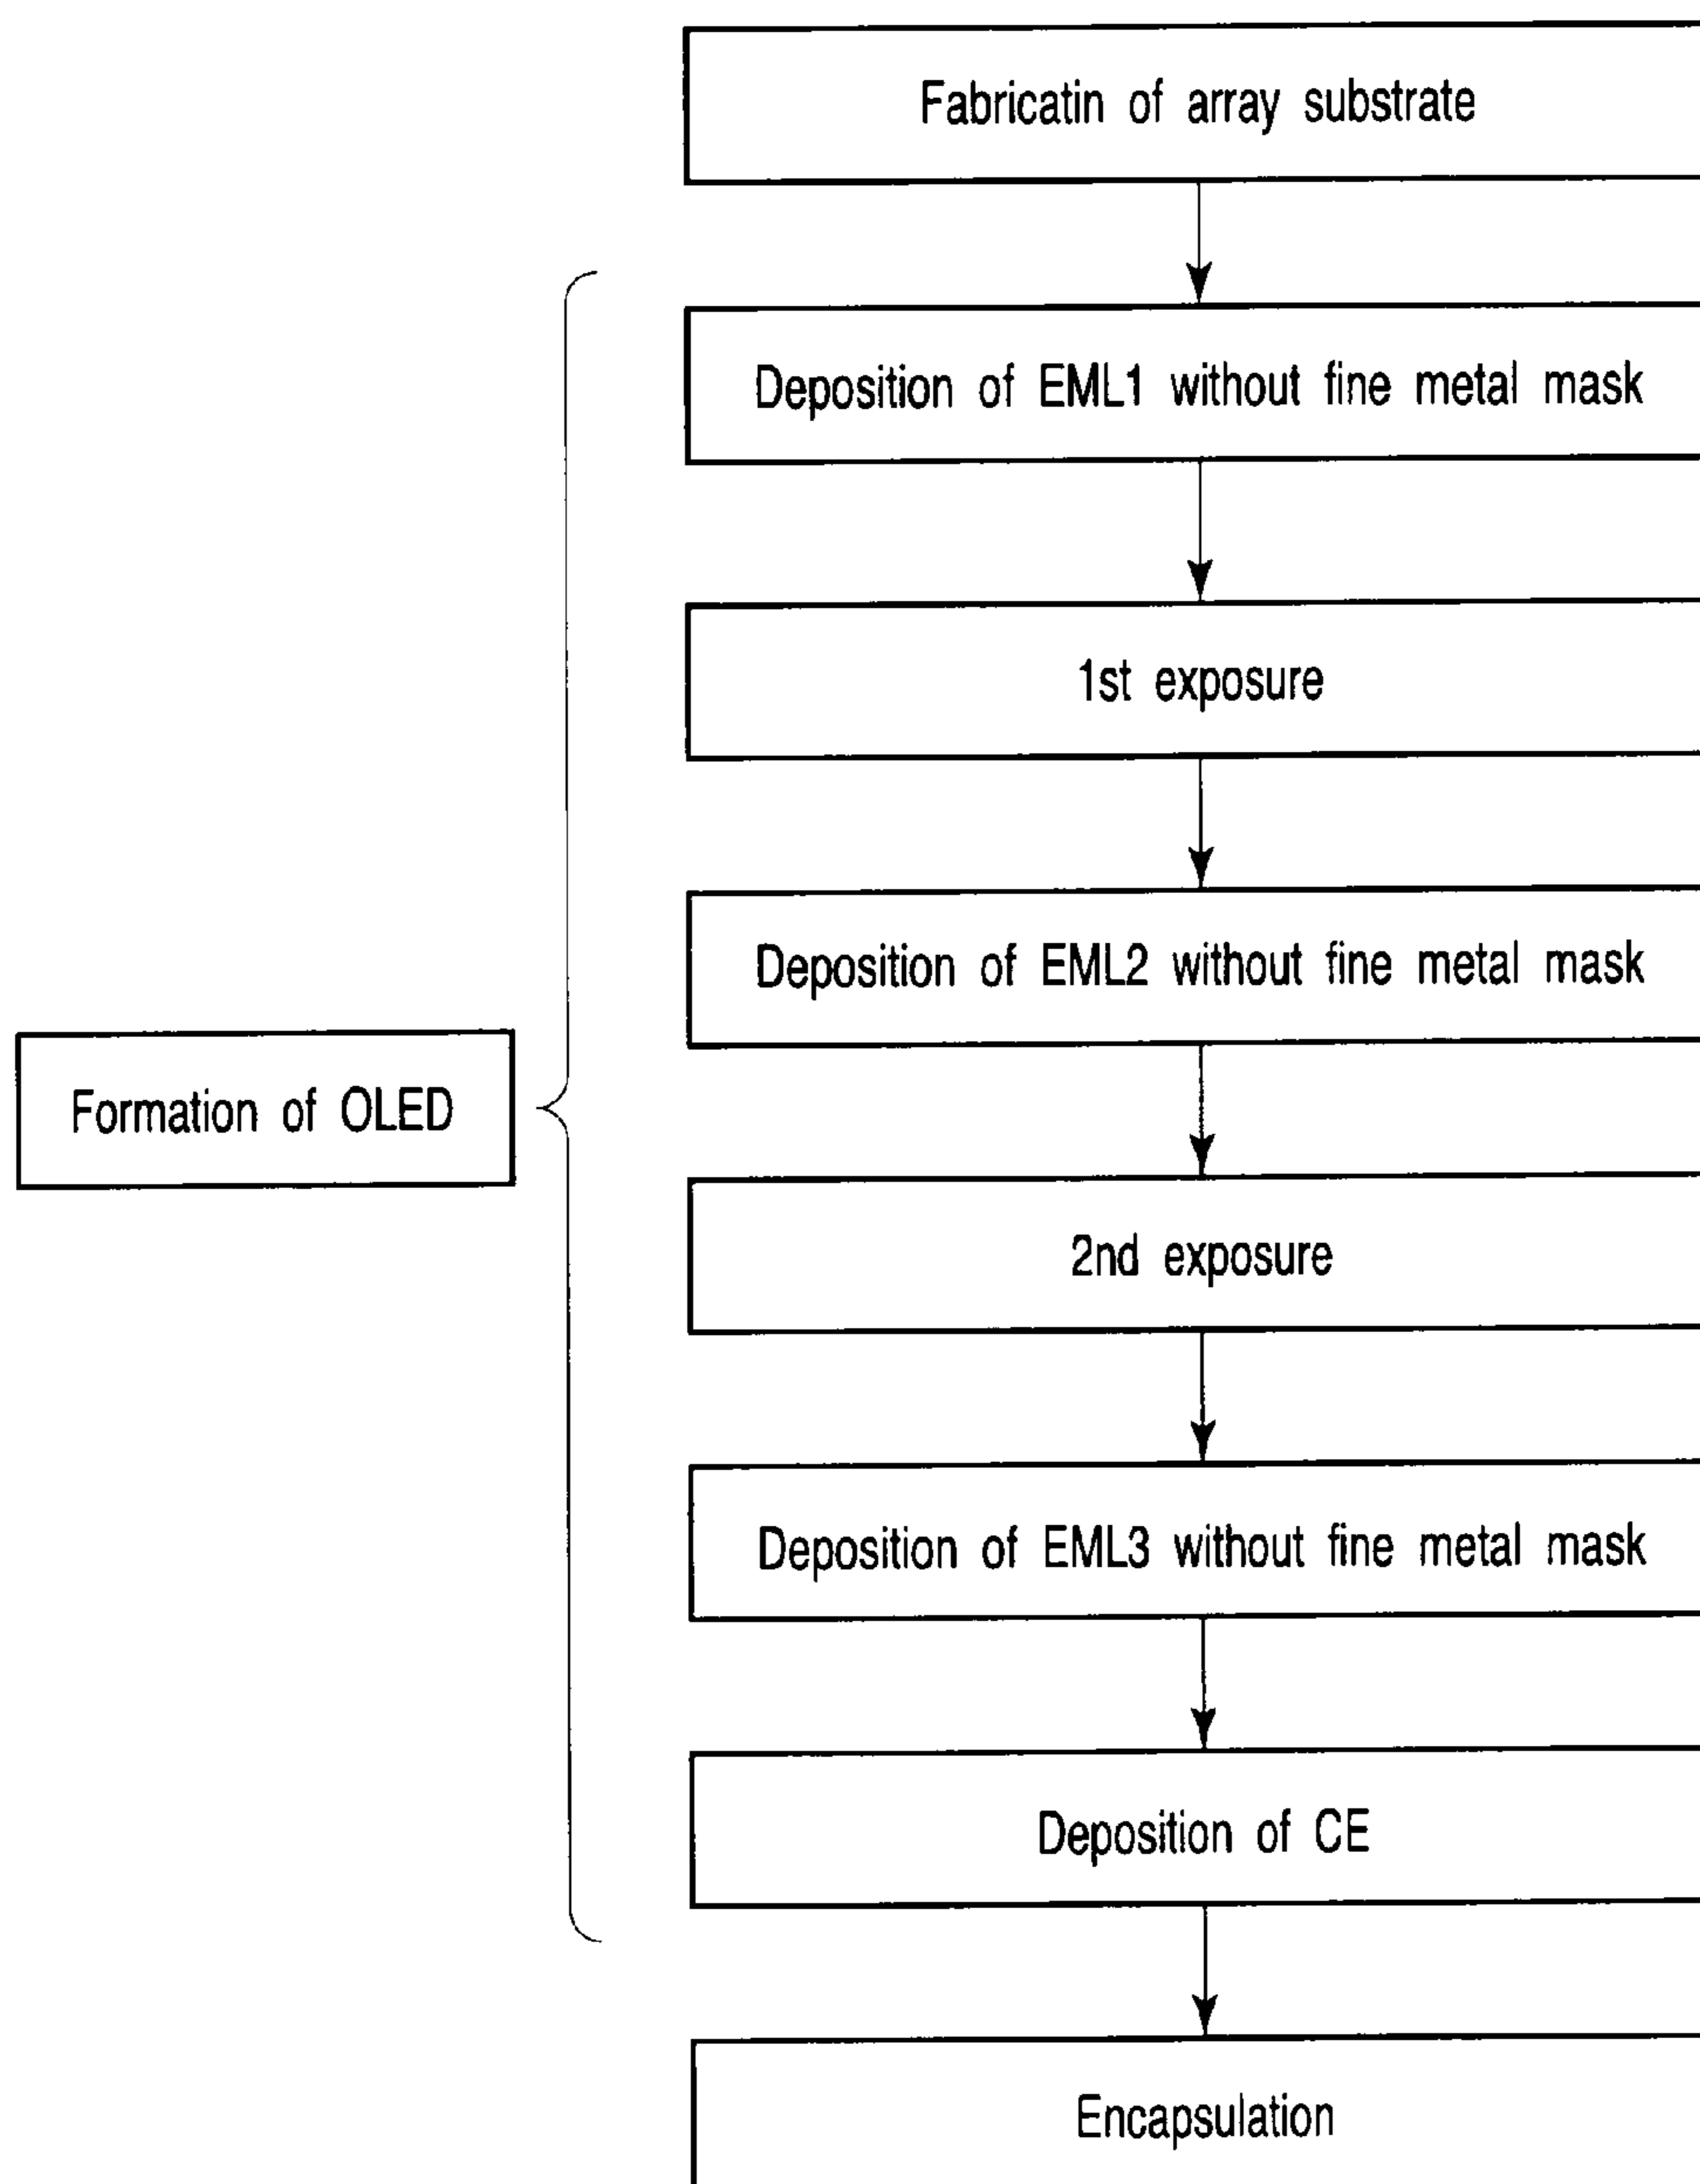 Fabricatin of array substrate
Deposition of EML1 without fine metal mask
1st exposure
Deposition of EML2 without fine metal mask
Formation of OLED
2nd exposure
Deposition of EML3 without fine metal mask
Deposition of CE
Encapsulation